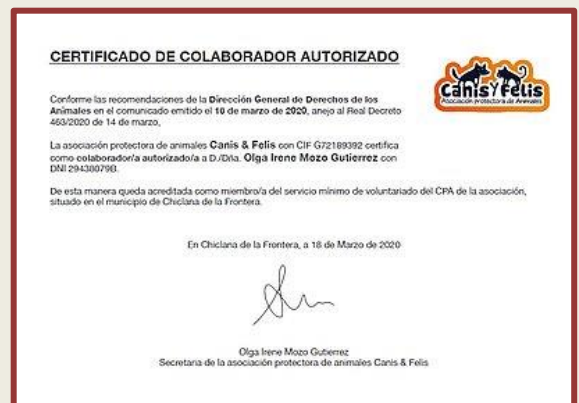 CERTIFICADO DE COLABORADOR AUTORIZADO
Canis y Felis
Asociación protectora de Animales
Conforme las recomendaciones de la Dirección General de Derechos de los
Animales en el comunicado emitido el 10 de marzo de 2020, anejo al Real Decreto
463/2020 de 14 de marzo,
La asociación protectora de animales Canis & Felis con CIF G72189392 certifica
como colaborador/a autorizado/a a D./Dña. Olga Irene Mozo Gutierrez con
DNI 29438079B.
De esta manera queda acreditada como miembro/a del servicio mínimo de voluntariado del CPA de la asociación,
situado en el municipio de Chiclana de la Frontera.
En Chiclana de la Frontera, a 18 de Marzo de 2020
Olga Irene Mozo Gutierrez
Secretaria de la asociación protectora de animales Canis & Felis